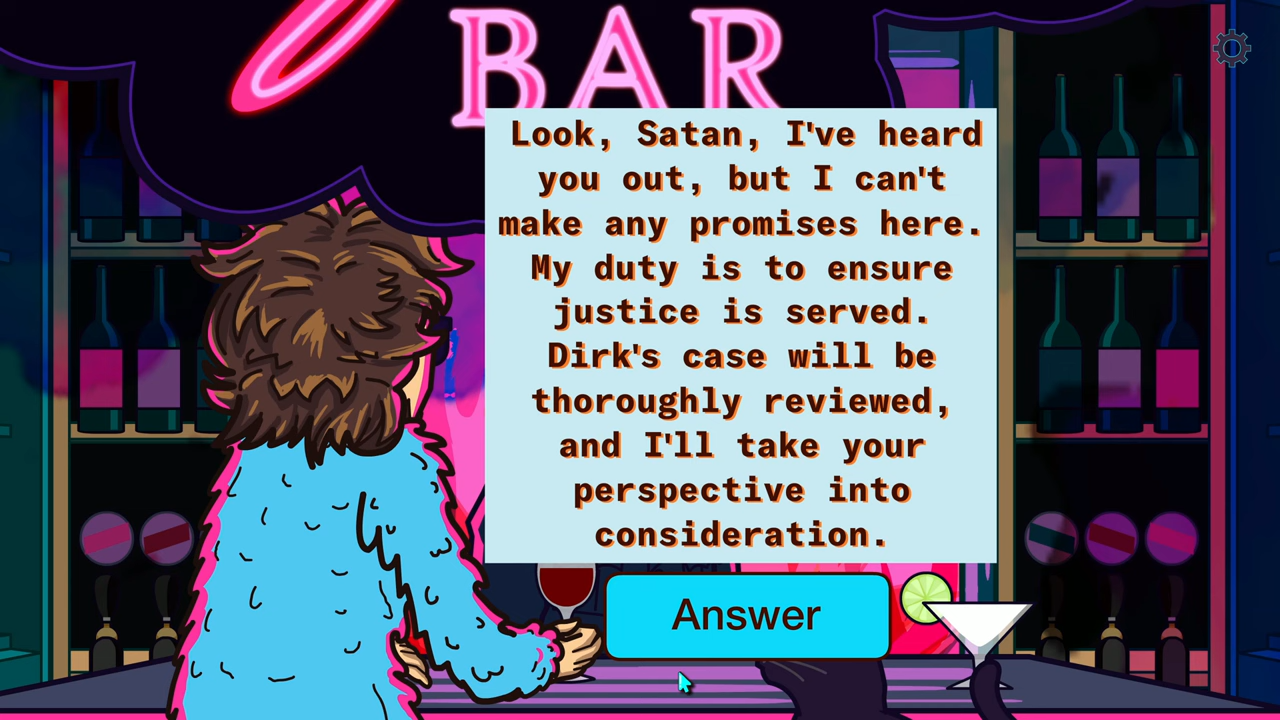 BAR
Look, Satan, I've heard
you out, but I can't
make any promises here.
My duty is to ensure
justice is served.
Dirk's case will be
thoroughly reviewed,
and I'll take your
perspective into
consideration.
Answer